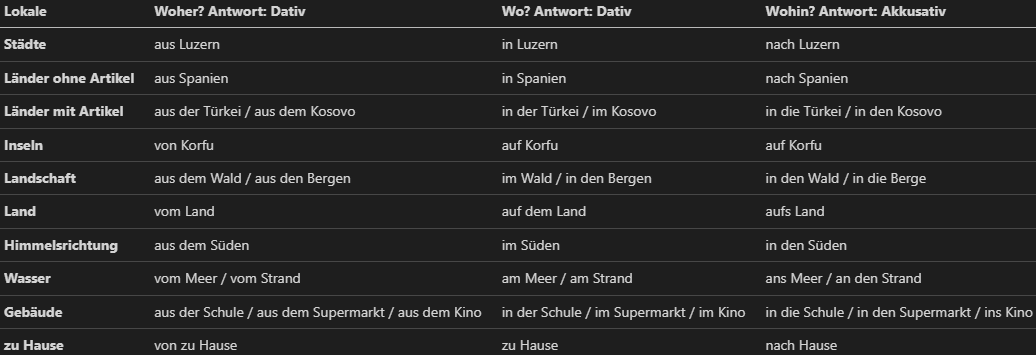 Lokale Woher? Antwort: Dativ Wo? Antwort: Dativ Wohin? Antwort: Akkusativ
Städte aus Luzern in Luzern nach Luzern
Länder ohne Artikel aus Spanien in Spanien nach Spanien
Länder mit Artikel aus der Türkei / aus dem Kosovo in der Türkei / im Kosovo in die Türkei / in den Kosovo
Inseln von Korfu auf Korfu auf Korfu
Landschaft aus dem Wald / aus den Bergen im Wald / in den Bergen in den Wald / in die Berge
Land vom Land auf dem Land aufs Land
Himmelsrichtung aus dem Süden im Süden in den Süden
Wasser vom Meer / vom Strand am Meer / am Strand ans Meer / an den Strand
Gebäude aus der Schule / aus dem Supermarkt / aus dem Kino in der Schule / im Supermarkt / im Kino in die Schule / in den Supermarkt / ins Kino
zu Hause von zu Hause zu Hause nach Hause